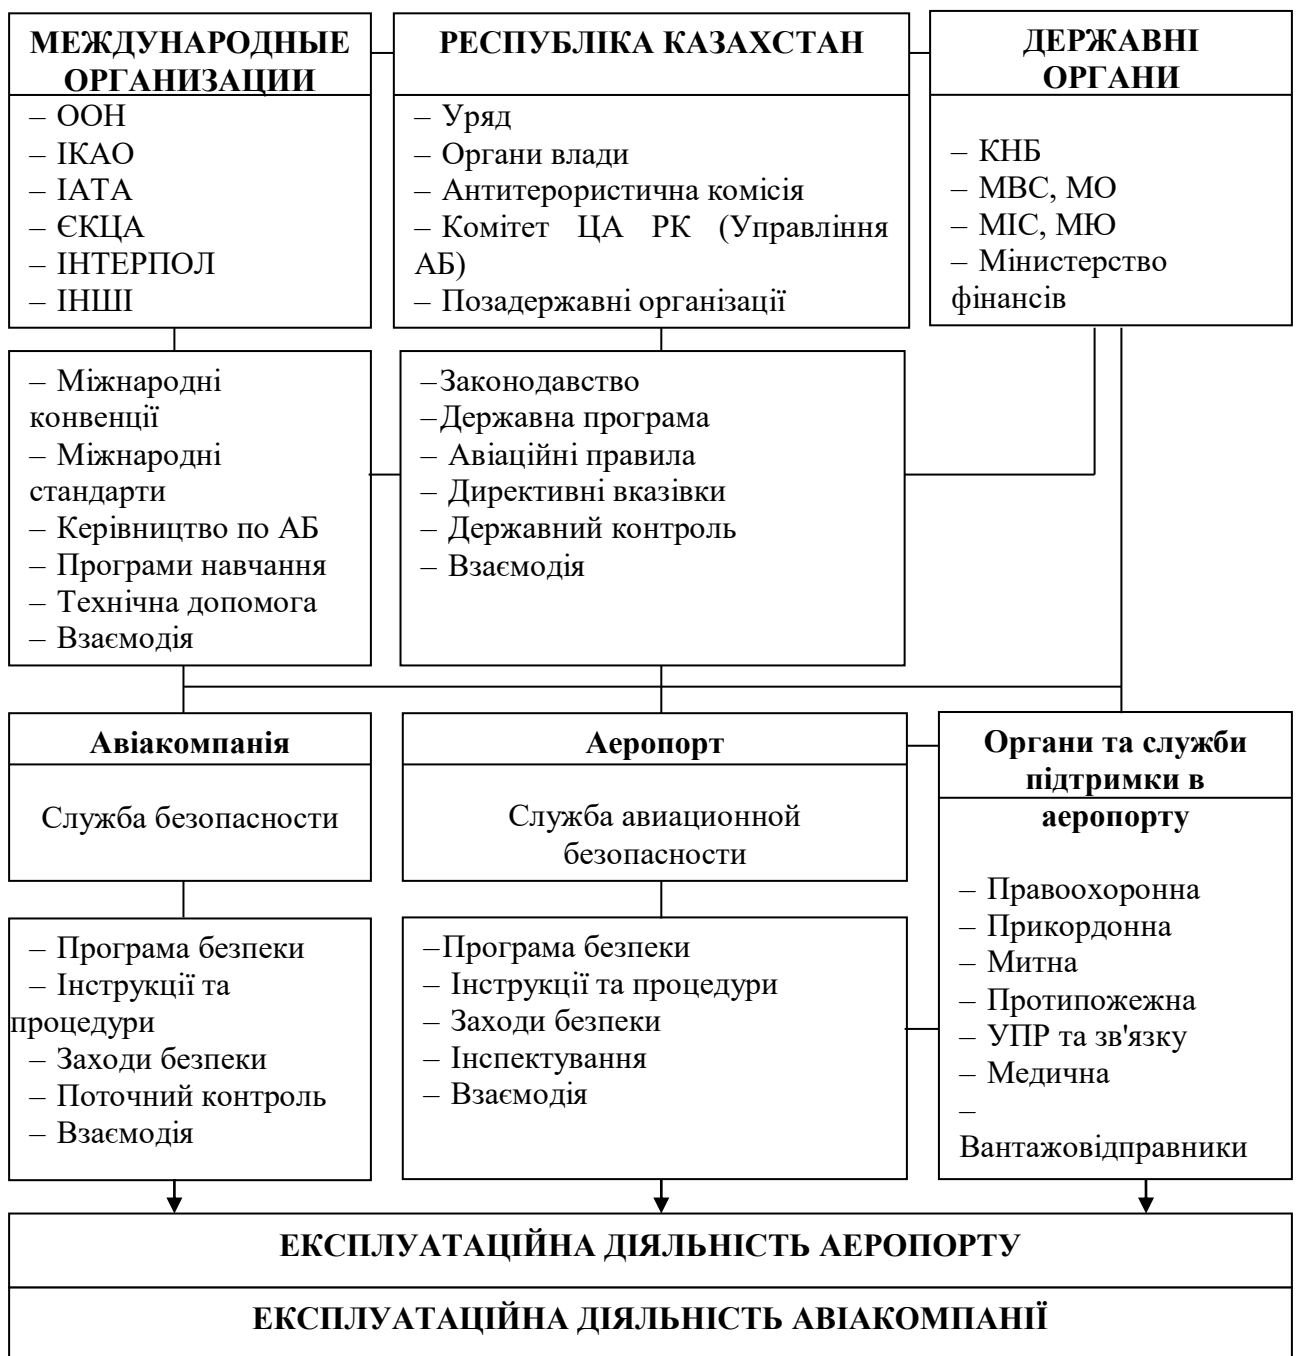 МЕЖДУНАРОДНЫЕ
ОРГАНИЗАЦИИ
– ООН
– ІКАО
– ІАТА
– ЄКЦА
– ІНТЕРПОЛ
– ІНШІ
РЕСПУБЛІКА КАЗАХСТАН
– Уряд
– Органи влади
– Антитерористична комісія
– Комітет ЦА РК (Управління
АБ)
– Позадержавні організації
ДЕРЖАВНІ
ОРГАНИ
– КНБ
– МВС, МО
– МІС, МЮ
– Мінистерство
фінансів
– Міжнародні
конвенції
– Міжнародні
стандарти
– Керівництво по АБ
– Програми навчання
– Технічна допомога
– Взаємодія
–Законодавство
–Державна програма
– Авіаційні правила
– Директивні вказівки
– Державний контроль
– Взаємодія
Авіакомпанія
Служба безопасности
Аеропорт
Служба авиационной
безопасности
Органи та служби
підтримки в
аеропорту
– Правоохоронна
– Прикордонна
– Митна
– Протипожежна
– УПР та зв'язку
– Медична
–
Вантажовідправники
– Програма безпеки
– Інструкції та
процедури
– Заходи безпеки
– Поточний контроль
– Взаємодія
–Програма безпеки
– Інструкції та процедури
– Заходи безпеки
– Інспектування
– Взаємодія
ЕКСПЛУАТАЦІЙНА ДІЯЛЬНІСТЬ АЕРОПОРТУ
ЕКСПЛУАТАЦІЙНА ДІЯЛЬНІСТЬ АВІАКОМПАНІЇ